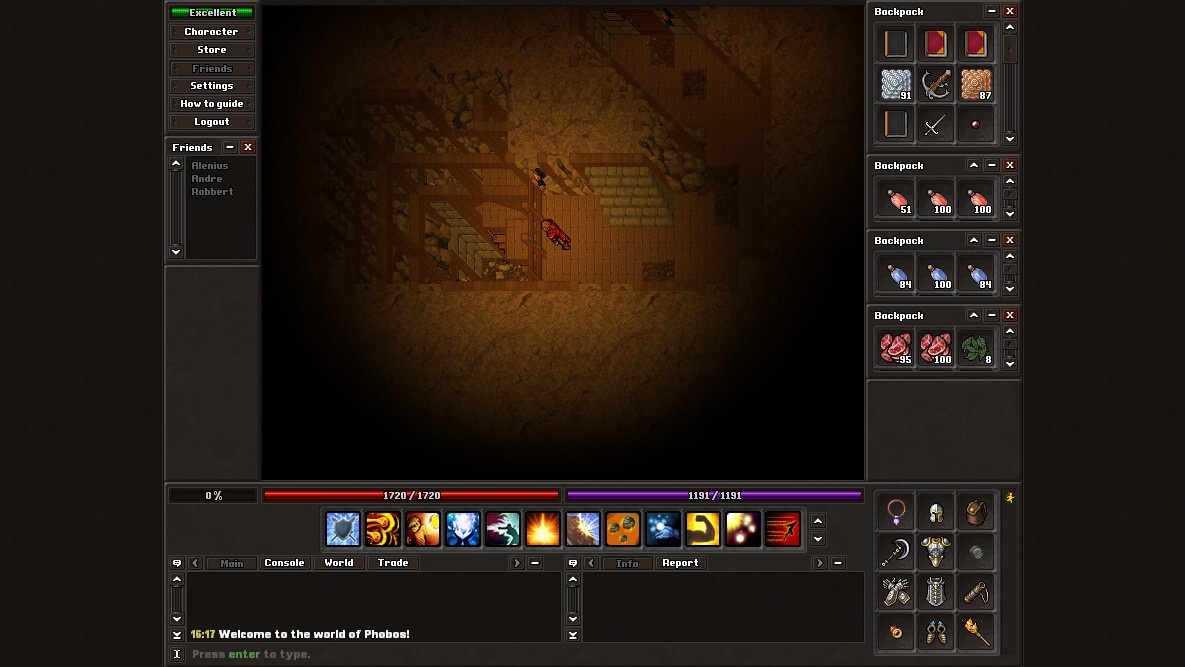 Excellent
Character
Store
Friends
Settings
How to guide
Logout
Friends
Alenius
Andre
Robbert
Backpack
91
87
Backpack
51 100 100
Backpack
84 100 84
Backpack
95 100 8
0%
1720/1720
1191/1191
Main Console World Trade
16:17 Welcome to the world of Phobos!
Press enter to type.
Info Report